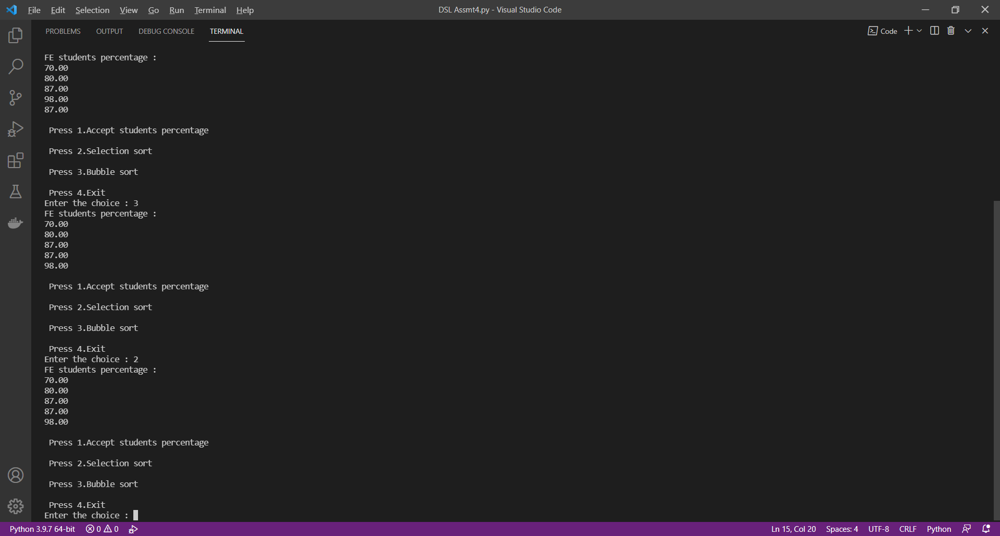 File Edit Selection View Go Run Terminal Help DSL Assmt4.py - Visual Studio Code
PROBLEMS OUTPUT DEBUG CONSOLE TERMINAL Code
FE students percentage :
70.00
80.00
87.00
98.00
87.00
Press 1.Accept students percentage
Press 2.Selection sort
Press 3.Bubble sort
Press 4.Exit
Enter the choice : 3
FE students percentage :
70.00
80.00
87.00
87.00
98.00
Press 1.Accept students percentage
Press 2.Selection sort
Press 3.Bubble sort
Press 4.Exit
Enter the choice : 2
FE students percentage :
70.00
80.00
87.00
87.00
98.00
Press 1.Accept students percentage
Press 2.Selection sort
Press 3.Bubble sort
Press 4.Exit
Enter the choice :
Python 3.9.7 64-bit 0 0 Ln 15, Col 20 Spaces: 4 UTF-8 CRLF Python